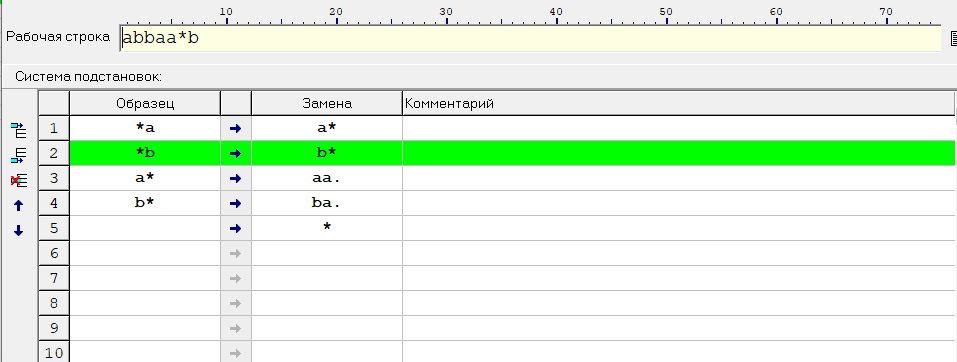 10 20 30 40 50 60 70
Рабочая строка abbaa*b
Система подстановок:
Образец Замена Комментарий
1 *a → a*
2 *b → b*
3 a* → aa.
4 b* → ba.
5 → *
6 →
7 →
8 →
9 →
10 →